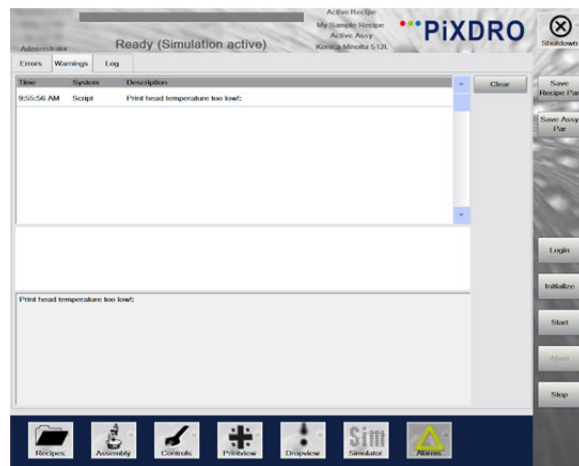 Active Recipe
My Sample Recipe
Active Assy
Konica Minolta 512L
PiXDRO
Administrator
Ready (Simulation active)
Shutdown
Errors Warnings Log
Time System Description
9:55:56 AM Script Print head temperature too low!:
Clear
Save
Recipe Par
Save Assy
Par
Login
Initialize
Print head temperature too low!:
Start
Abort
Stop
Recipes Assembly Controls Printview Dropview Sim Simulator Alarms